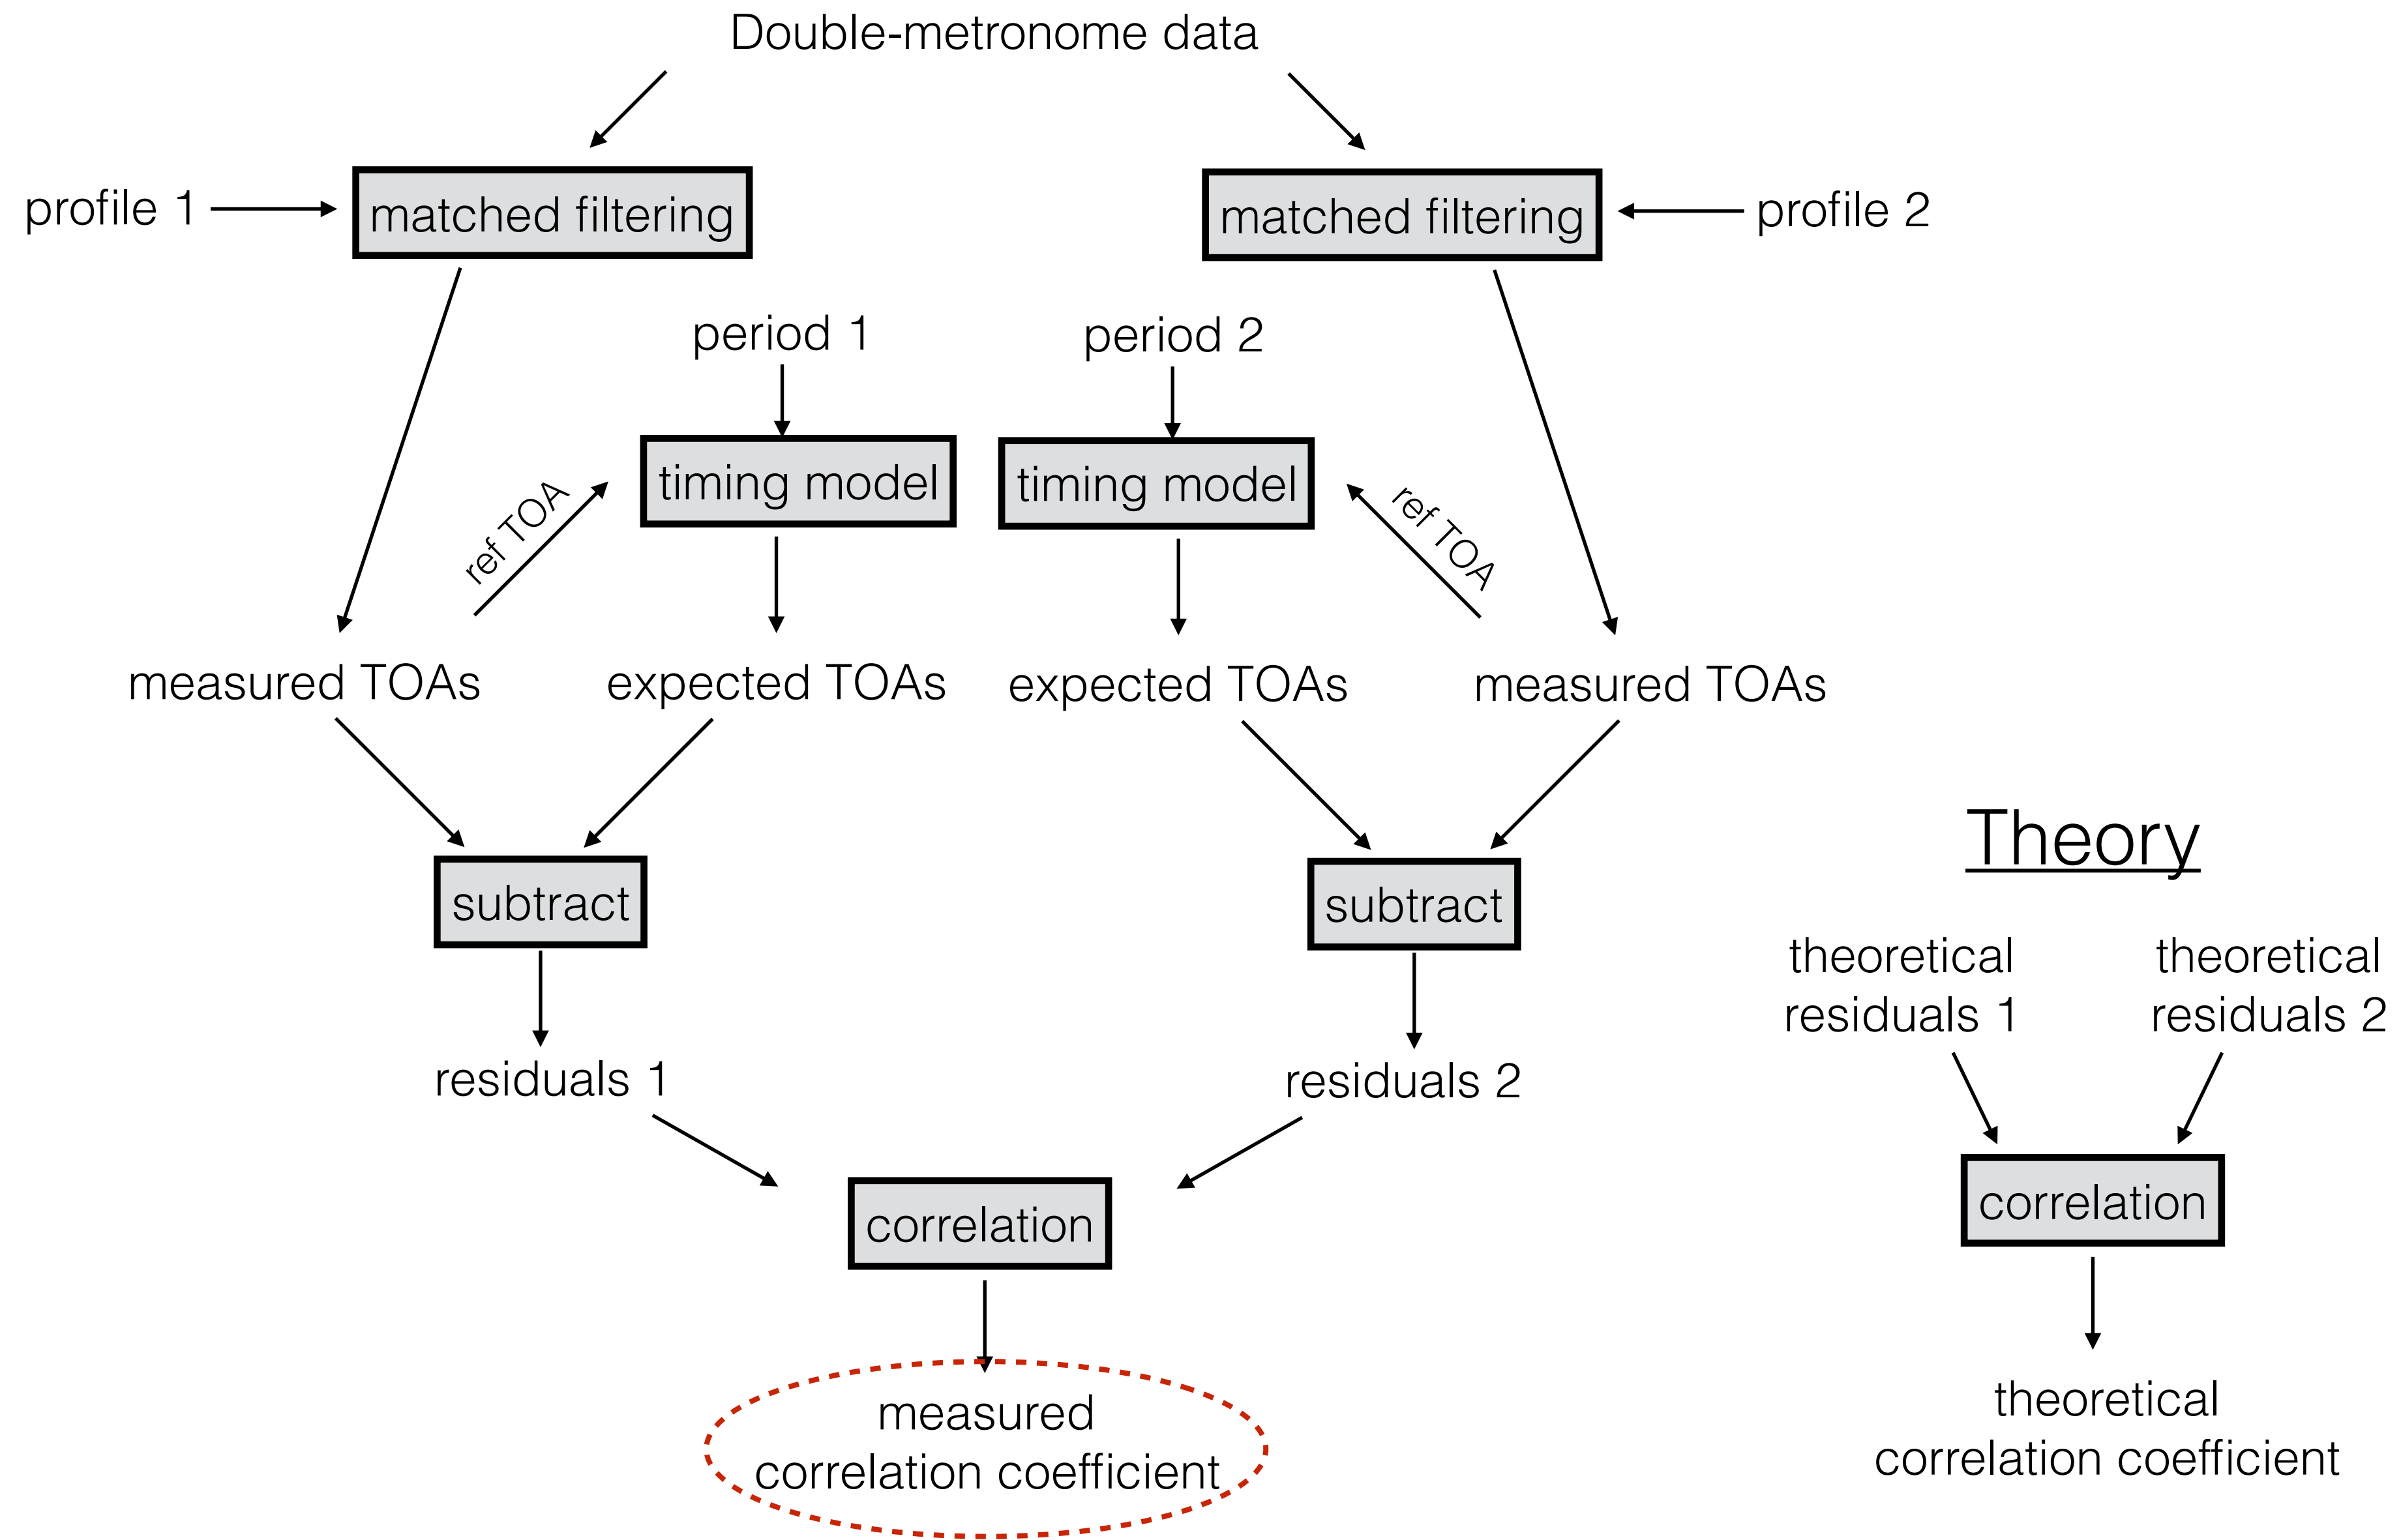 Double-metronome data
profile 1
matched filtering
matched filtering
profile 2
period 1
period 2
timing model
timing model
ref TOA
ref TOA
measured TOAs
expected TOAs
expected TOAs
measured TOAs
subtract
subtract
residuals 1
residuals 2
correlation
measured
correlation coefficient
Theory
theoretical
residuals 1
theoretical
residuals 2
correlation
theoretical
correlation coefficient